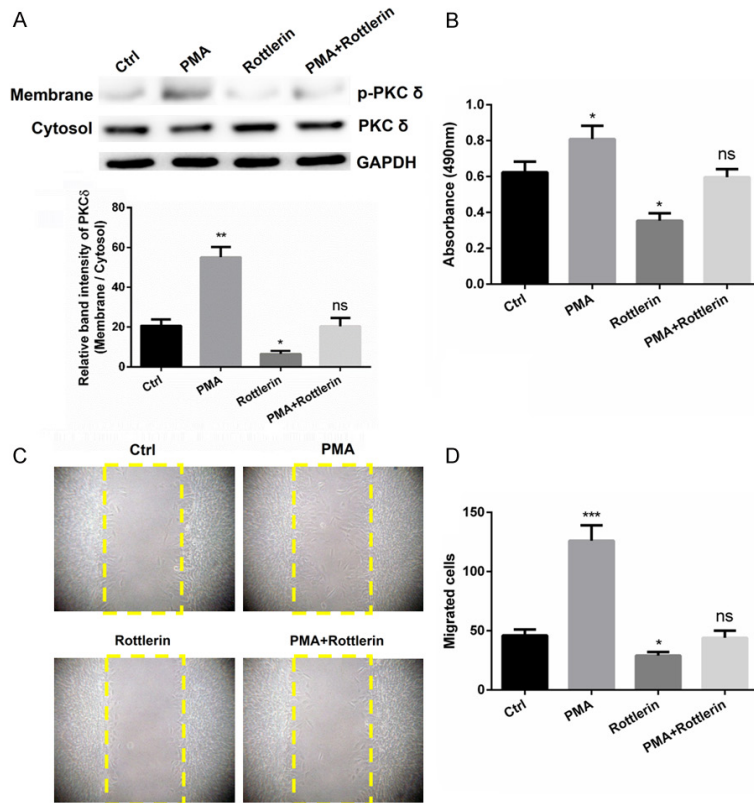 A
Ctrl PMA Rottlerin PMA+Rottlerin
Membrane p-PKC δ
Cytosol PKC δ
GAPDH
Relative band intensity of PKCδ
(Membrane / Cytosol)
80
60
40
20
0
** * ns
Ctrl PMA Rottlerin PMA+Rottlerin
B
Absorbance (490nm)
1.0
0.8
0.6
0.4
0.2
0.0
* * ns
Ctrl PMA Rottlerin PMA+Rottlerin
C
Ctrl PMA
Rottlerin PMA+Rottlerin
D
Migrated cells
150
100
50
0
*** * ns
Ctrl PMA Rottlerin PMA+Rottlerin